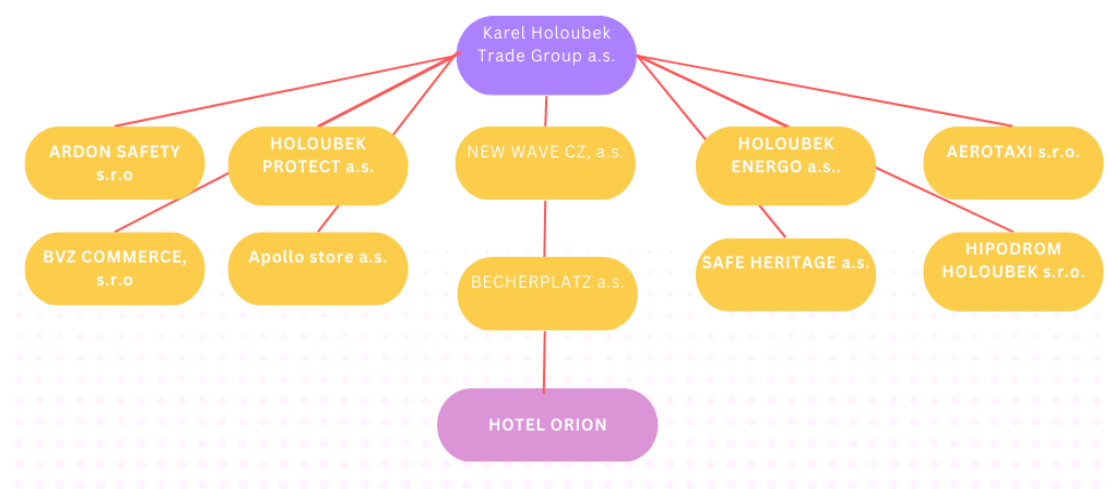 Karel Holoubek
Trade Group a.s.
ARDON SAFETY
s.r.o
HOLOUBEK
PROTECT a.s.
NEW WAVE CZ, a.s.
HOLOUBEK
ENERGO a.s..
AEROTAXI s.r.o.
BVZ COMMERCE,
s.r.o
Apollo store a.s.
BECHERPLATZ a.s.
SAFE HERITAGE a.s.
HIPODROM
HOLOUBEK s.r.o.
HOTEL ORION